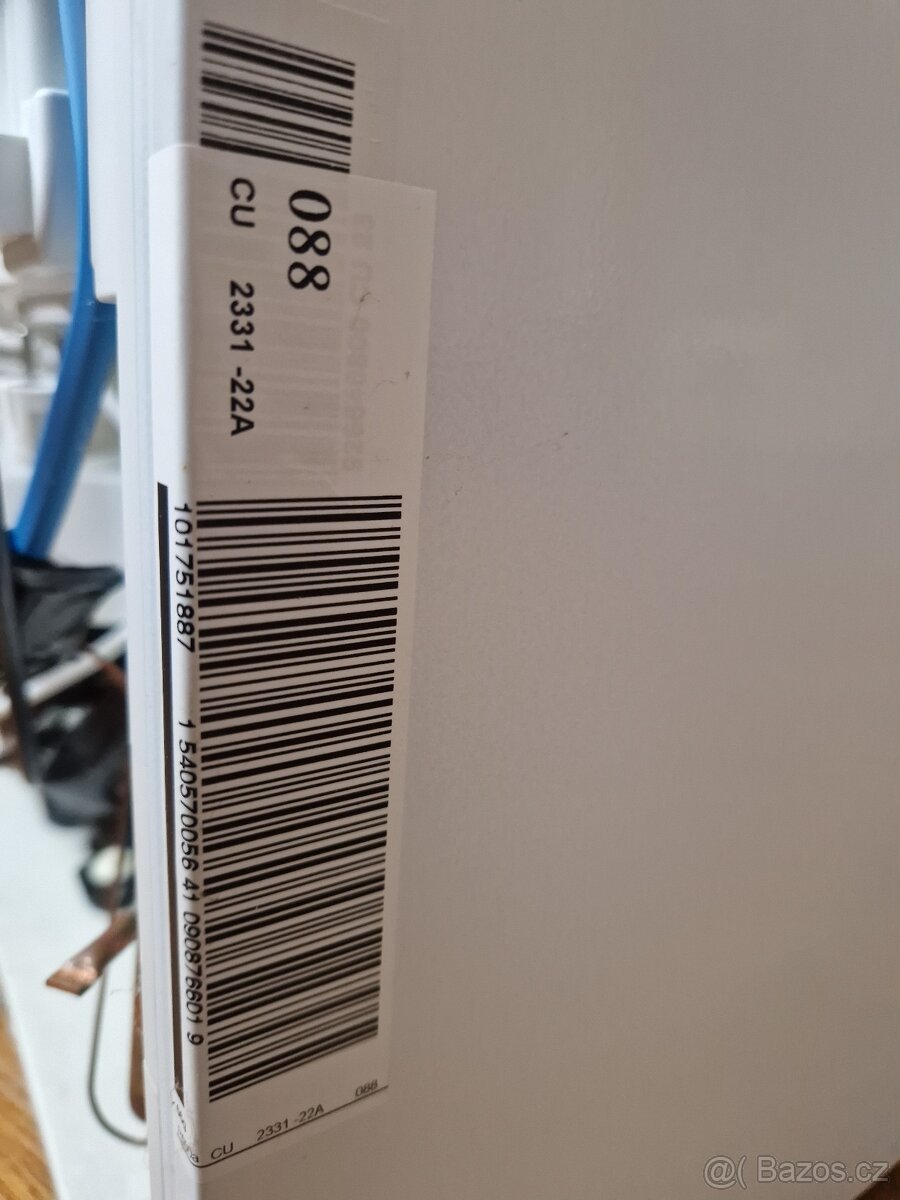 088
CU 2331 -22A
101751887 1 540570056 41 090876601 9
CU 2331 -22A 088
@( Bazos.cz